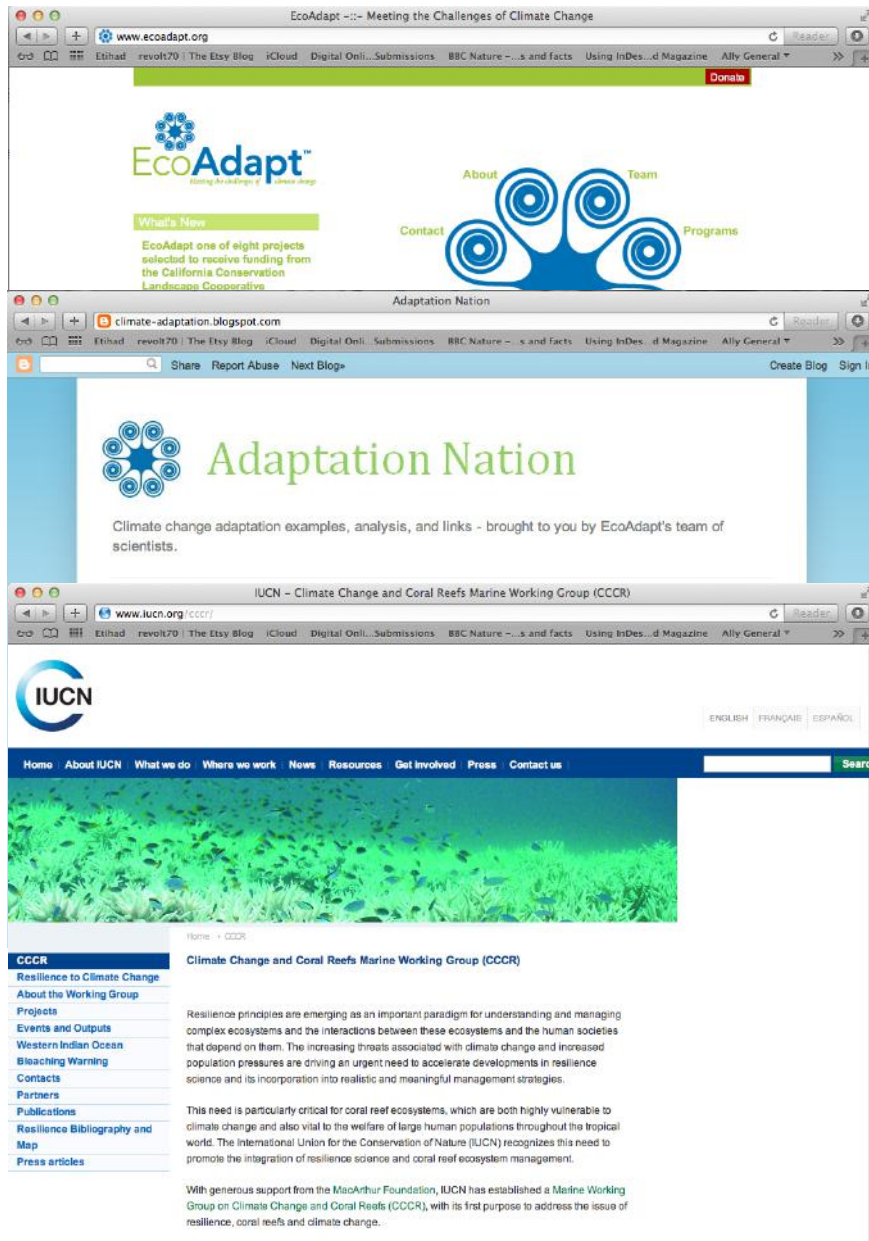 EcoAdapt -::- Meeting the Challenges of Climate Change
www.ecoadapt.org
Reader
Etihad revolt70 | The Etsy Blog iCloud Digital Onli...Submissions BBC Nature – ...s and facts Using InDes...d Magazine Ally General
Donate
EcoAdapt™
Meeting the challenges of climate change
About
Team
Contact
Programs
What's New
EcoAdapt one of eight projects
selected to receive funding from
the California Conservation
Landscape Cooperative
Adaptation Nation
climate-adaptation.blogspot.com
Reader
Etihad revolt70 | The Etsy Blog iCloud Digital Onli...Submissions BBC Nature – ...s and facts Using InDes...d Magazine Ally General
Share Report Abuse Next Blog»
Create Blog Sign I
Adaptation Nation
Climate change adaptation examples, analysis, and links - brought to you by EcoAdapt's team of
scientists.
IUCN – Climate Change and Coral Reefs Marine Working Group (CCCR)
www.iucn.org/cccr/
Reader
Etihad revolt70 | The Etsy Blog iCloud Digital Onli...Submissions BBC Nature – ...s and facts Using InDes...d Magazine Ally General
IUCN
ENGLISH FRANÇAIS ESPAÑOL
Home About IUCN What we do Where we work News Resources Get involved Press Contact us
Searc
Home › CCCR
CCCR
Resilience to Climate Change
About the Working Group
Projects
Events and Outputs
Western Indian Ocean
Bleaching Warning
Contacts
Partners
Publications
Resilience Bibliography and
Map
Press articles
Climate Change and Coral Reefs Marine Working Group (CCCR)
Resilience principles are emerging as an important paradigm for understanding and managing
complex ecosystems and the interactions between these ecosystems and the human societies
that depend on them. The increasing threats associated with climate change and increased
population pressures are driving an urgent need to accelerate developments in resilience
science and its incorporation into realistic and meaningful management strategies.
This need is particularly critical for coral reef ecosystems, which are both highly vulnerable to
climate change and also vital to the welfare of large human populations throughout the tropical
world. The International Union for the Conservation of Nature (IUCN) recognizes this need to
promote the integration of resilience science and coral reef ecosystem management.
With generous support from the MacArthur Foundation, IUCN has established a Marine Working
Group on Climate Change and Coral Reefs (CCCR), with its first purpose to address the issue of
resilience, coral reefs and climate change.